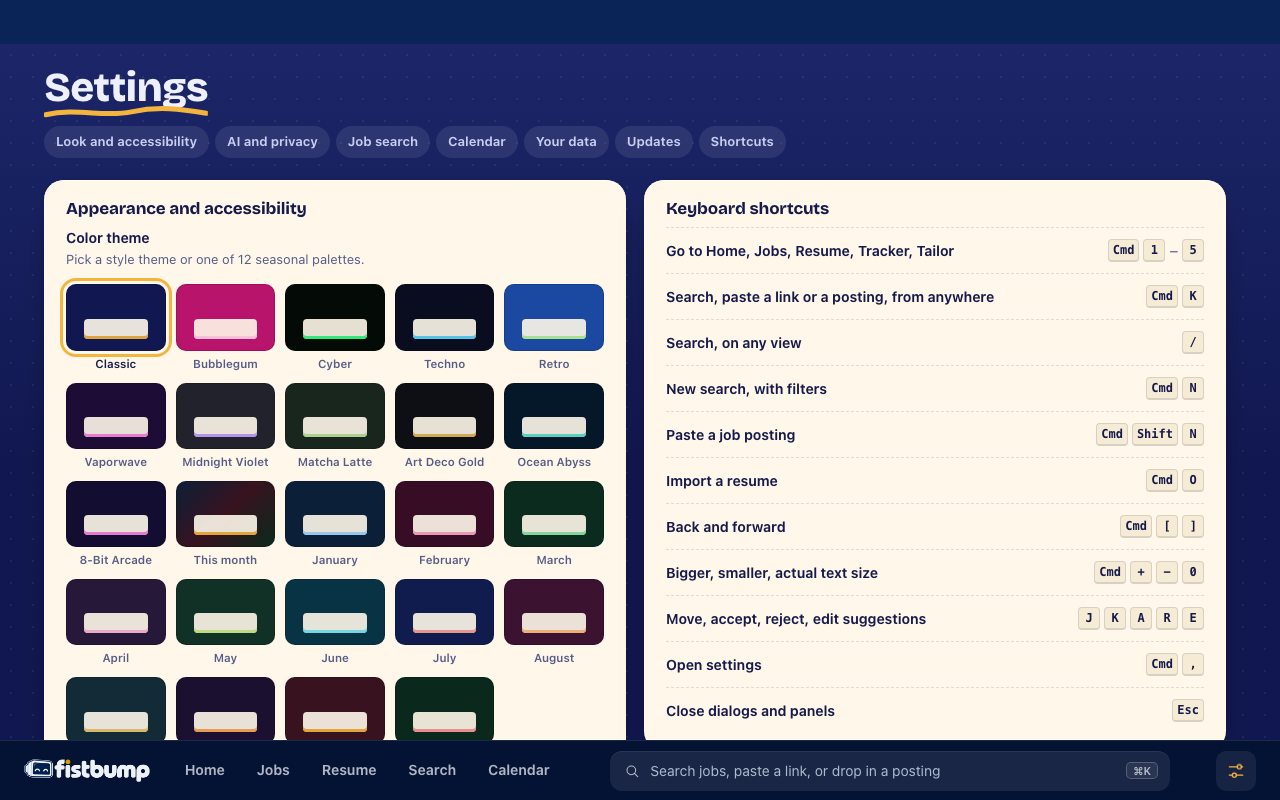 Settings
Look and accessibility
AI and privacy
Job search
Calendar
Your data
Updates
Shortcuts
Appearance and accessibility
Color theme
Pick a style theme or one of 12 seasonal palettes.
Classic
Bubblegum
Cyber
Techno
Retro
Vaporwave
Midnight Violet
Matcha Latte
Art Deco Gold
Ocean Abyss
8-Bit Arcade
This month
January
February
March
April
May
June
July
August
Keyboard shortcuts
Go to Home, Jobs, Resume, Tracker, Tailor Cmd 1 – 5
Search, paste a link or a posting, from anywhere Cmd K
Search, on any view /
New search, with filters Cmd N
Paste a job posting Cmd Shift N
Import a resume Cmd O
Back and forward Cmd [ ]
Bigger, smaller, actual text size Cmd + − 0
Move, accept, reject, edit suggestions J K A R E
Open settings Cmd ,
Close dialogs and panels Esc
fistbump
Home
Jobs
Resume
Search
Calendar
Search jobs, paste a link, or drop in a posting ⌘K